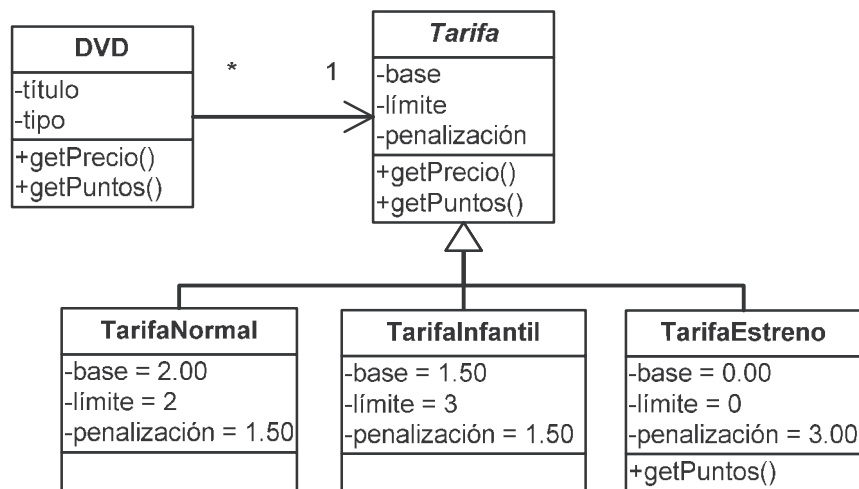 DVD
-título
-tipo
+getPrecio()
+getPuntos()
*
1
Tarifa
-base
-límite
-penalización
+getPrecio()
+getPuntos()
TarifaNormal
-base = 2.00
-límite = 2
-penalización = 1.50
TarifaInfantil
-base = 1.50
-límite = 3
-penalización = 1.50
TarifaEstreno
-base = 0.00
-límite = 0
-penalización = 3.00
+getPuntos()